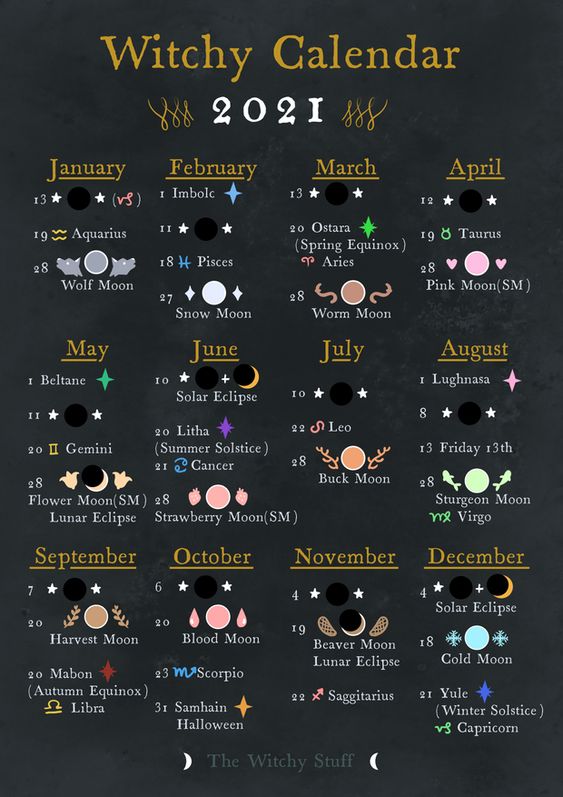 Witchy Calendar
2021
January
13 (♑)
19 ♒ Aquarius
28
Wolf Moon
February
1 Imbolc
11
18 ♓ Pisces
27
Snow Moon
March
13
20 Ostara
(Spring Equinox)
♈ Aries
28
Worm Moon
April
12
19 ♉ Taurus
28
Pink Moon(SM)
May
1 Beltane
11
20 ♊ Gemini
28
Flower Moon(SM)
Lunar Eclipse
June
10 +
Solar Eclipse
20 Litha
(Summer Solstice)
21 ♋ Cancer
28
Strawberry Moon(SM)
July
10
22 ♌ Leo
28
Buck Moon
August
1 Lughnasa
8
13 Friday 13th
28
Sturgeon Moon
♍ Virgo
September
7
20
Harvest Moon
20 Mabon
(Autumn Equinox)
♎ Libra
October
6
20
Blood Moon
23 ♏Scorpio
31 Samhain
Halloween
November
4
19
Beaver Moon
Lunar Eclipse
22 ♐ Saggitarius
December
4 +
Solar Eclipse
18
Cold Moon
21 Yule
(Winter Solstice)
♑ Capricorn
The Witchy Stuff